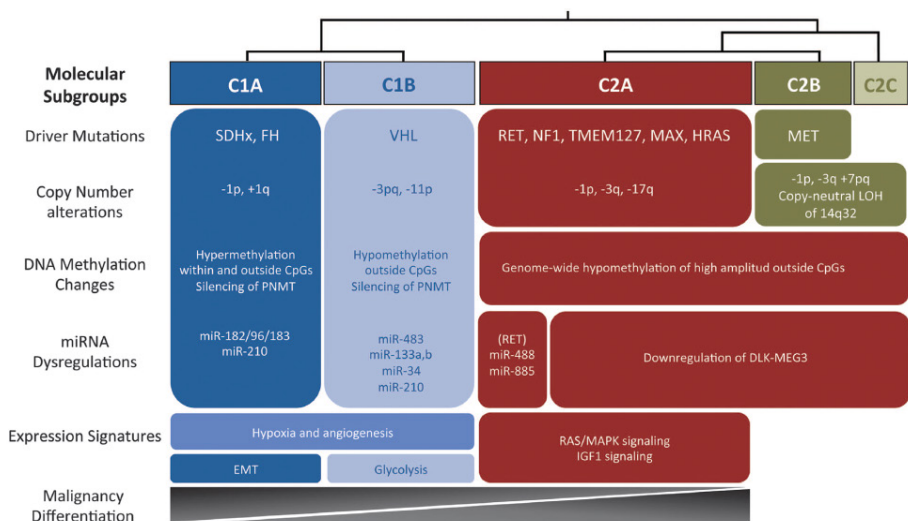 Molecular
Subgroups
C1A
C1B
C2A
C2B
C2C
Driver Mutations
SDHx, FH
VHL
RET, NF1, TMEM127, MAX, HRAS
MET
Copy Number
alterations
-1p, +1q
-3pq, -11p
-1p, -3q, -17q
-1p, -3q +7pq
Copy-neutral LOH
of 14q32
DNA Methylation
Changes
Hypermethylation
within and outside CpGs
Silencing of PNMT
Hypomethylation
outside CpGs
Silencing of PNMT
Genome-wide hypomethylation of high amplitud outside CpGs
miRNA
Dysregulations
miR-182/96/183
miR-210
miR-483
miR-133a,b
miR-34
miR-210
(RET)
miR-488
miR-885
Downregulation of DLK-MEG3
Expression Signatures
Hypoxia and angiogenesis
EMT
Glycolysis
RAS/MAPK signaling
IGF1 signaling
Malignancy
Differentiation